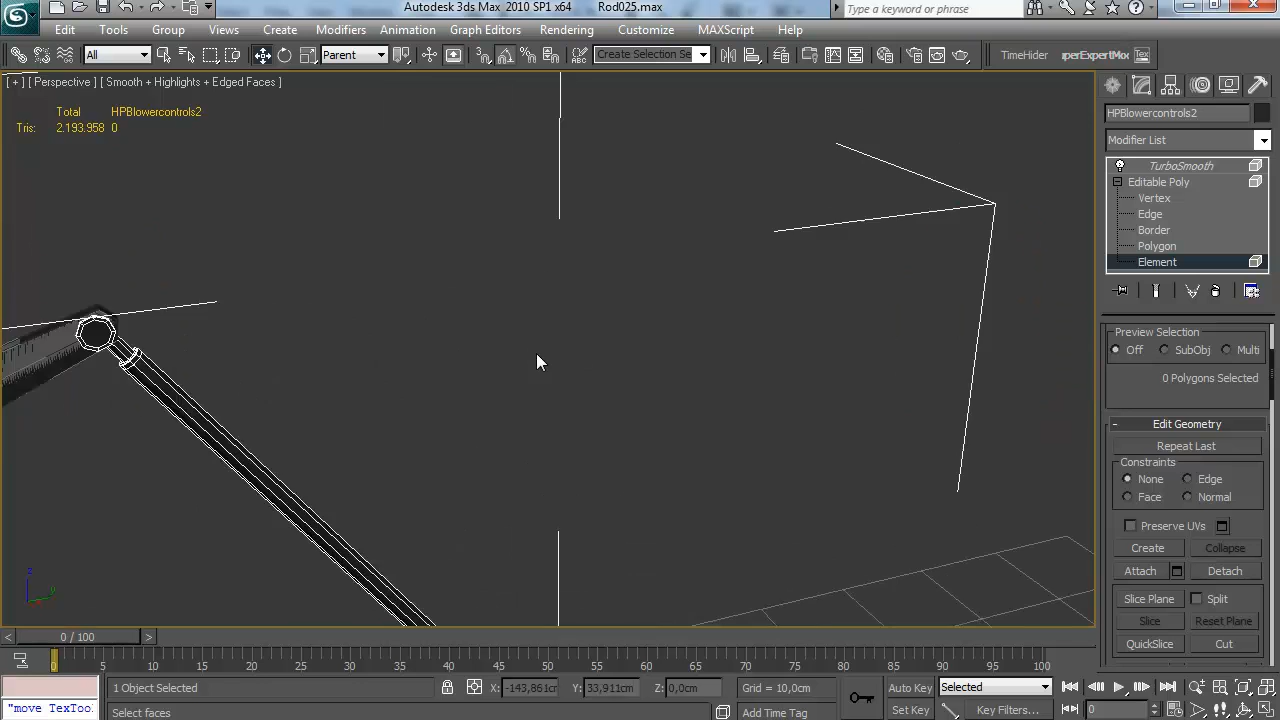 Autodesk 3ds Max 2010 SP1 x64 Rod025.max
Type a keyword or phrase
Edit Tools Group Views Create Modifiers Animation Graph Editors Rendering Customize MAXScript Help
All Parent Create Selection Se TimeHider aperExpertMo Tex
[ + ] [ Perspective ] [ Smooth + Highlights + Edged Faces ]
Total HPBlowercontrols2
Tris: 2.193.958 0
HPBlowercontrols2
Modifier List
TurboSmooth
Editable Poly
Vertex
Edge
Border
Polygon
Element
Preview Selection
Off SubObj Multi
0 Polygons Selected
- Edit Geometry
Repeat Last
Constraints
None Edge
Face Normal
Preserve UVs
Create Collapse
Attach Detach
Slice Plane Split
Slice Reset Plane
QuickSlice Cut
z
y
< 0 / 100 >
0 5 10 15 20 25 30 35 40 45 50 55 60 65 70 75 80 85 90 95 100
1 Object Selected X: -143,861cm Y: 33,911cm Z: 0,0cm Grid = 10,0cm Auto Key Selected
"move TexToo Select faces Add Time Tag Set Key Key Filters... 0